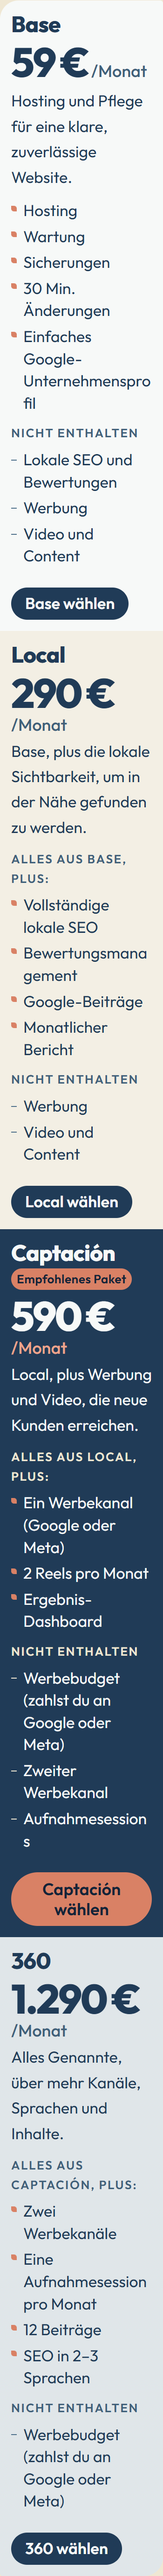 Base
59 €/Monat
Hosting und Pflege
für eine klare,
zuverlässige
Website.
Hosting
Wartung
Sicherungen
30 Min.
Änderungen
Einfaches
Google-
Unternehmenspro
fil
NICHT ENTHALTEN
– Lokale SEO und
Bewertungen
– Werbung
– Video und
Content
Base wählen
Local
290 €
/Monat
Base, plus die lokale
Sichtbarkeit, um in
der Nähe gefunden
zu werden.
ALLES AUS BASE,
PLUS:
Vollständige
lokale SEO
Bewertungsmana
gement
Google-Beiträge
Monatlicher
Bericht
NICHT ENTHALTEN
– Werbung
– Video und
Content
Local wählen
Captación
Empfohlenes Paket
590 €
/Monat
Local, plus Werbung
und Video, die neue
Kunden erreichen.
ALLES AUS LOCAL,
PLUS:
Ein Werbekanal
(Google oder
Meta)
2 Reels pro Monat
Ergebnis-
Dashboard
NICHT ENTHALTEN
– Werbebudget
(zahlst du an
Google oder
Meta)
– Zweiter
Werbekanal
– Aufnahmesession
s
Captación
wählen
360
1.290 €
/Monat
Alles Genannte,
über mehr Kanäle,
Sprachen und
Inhalte.
ALLES AUS
CAPTACIÓN, PLUS:
Zwei
Werbekanäle
Eine
Aufnahmesession
pro Monat
12 Beiträge
SEO in 2–3
Sprachen
NICHT ENTHALTEN
– Werbebudget
(zahlst du an
Google oder
Meta)
360 wählen